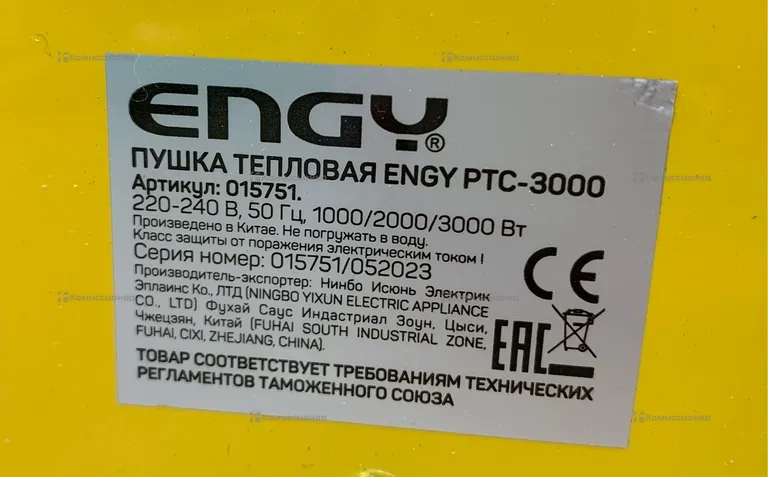 ENGY®
ПУШКА ТЕПЛОВАЯ ENGY PTC-3000
Артикул: 015751.
220-240 В, 50 Гц, 1000/2000/3000 Вт
Произведено в Китае. Не погружать в воду.
Класс защиты от поражения электрическим током I
Серия номер: 015751/052023
Производитель-экспортер: Нинбо Исюнь Электрик
Эплаинс Ко., ЛТД (NINGBO YIXUN ELECTRIC APPLIANCE
CO., LTD) Фухай Саус Индастриал Зоун, Цыси,
Чжецзян, Китай (FUHAI SOUTH INDUSTRIAL ZONE,
FUHAI, CIXI, ZHEJIANG, CHINA).
ТОВАР СООТВЕТСТВУЕТ ТРЕБОВАНИЯМ ТЕХНИЧЕСКИХ
РЕГЛАМЕНТОВ ТАМОЖЕННОГО СОЮЗА
CE
EAC